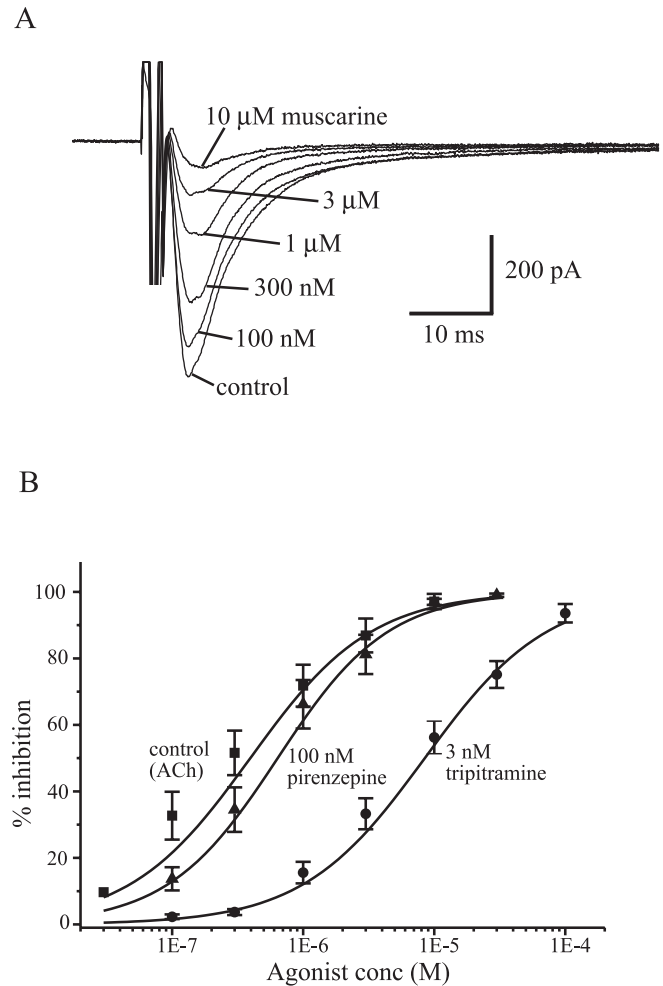 A
10 μM muscarine
3 μM
1 μM
300 nM
100 nM
control
200 pA
10 ms
B
100
80
60
40
20
0
% inhibition
control
(ACh)
100 nM
pirenzepine
3 nM
tripitramine
1E-7
1E-6
1E-5
1E-4
Agonist conc (M)